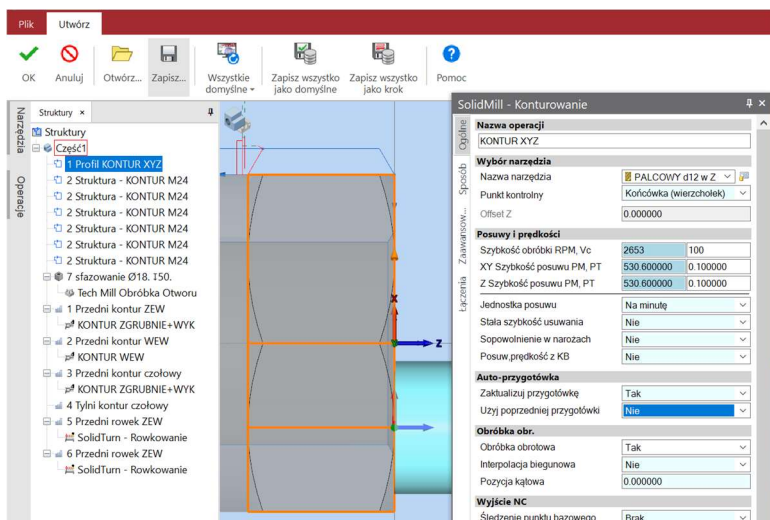 Plik Utwórz
OK Anuluj Otwórz... Zapisz... Wszystkie domyślne Zapisz wszystko jako domyślne Zapisz wszystko jako krok Pomoc
Narzędzia
Operacje
Struktury ×
Struktury
Część1
1 Profil KONTUR XYZ
2 Struktura - KONTUR M24
2 Struktura - KONTUR M24
2 Struktura - KONTUR M24
2 Struktura - KONTUR M24
2 Struktura - KONTUR M24
2 Struktura - KONTUR M24
7 sfazowanie Ø18. 150.
Tech Mill Obróbka Otworu
1 Przedni kontur ZEW
KONTUR ZGRUBNIE+WYK
2 Przedni kontur WEW
KONTUR WEW
3 Przedni kontur czołowy
KONTUR ZGRUBNIE+WYK
4 Tylni kontur czołowy
5 Przedni rowek ZEW
SolidTurn - Rowkowanie
6 Przedni rowek ZEW
SolidTurn - Rowkowanie
X
Z
SolidMill - Konturowanie
Ogólne
Sposób
Zaawansow...
Łączenia
Nazwa operacji
KONTUR XYZ
Wybór narzędzia
Nazwa narzędzia PALCOWY d12 w Z
Punkt kontrolny Końcówka (wierzchołek)
Offset Z 0.000000
Posuwy i prędkości
Szybkość obróbki RPM, Vc 2653 100
XY Szybkość posuwu PM, PT 530.600000 0.100000
Z Szybkość posuwu PM, PT 530.600000 0.100000
Jednostka posuwu Na minutę
Stała szybkość usuwania Nie
Sopowolnienie w narożach Nie
Posuw,prędkość z KB Nie
Auto-przygotówka
Zaktualizuj przygotówkę Tak
Użyj poprzedniej przygotówki Nie
Obróbka obr.
Obróbka obrotowa Tak
Interpolacja biegunowa Nie
Pozycja kątowa 0.000000
Wyjście NC
Śledzenie punktu bazowego Brak